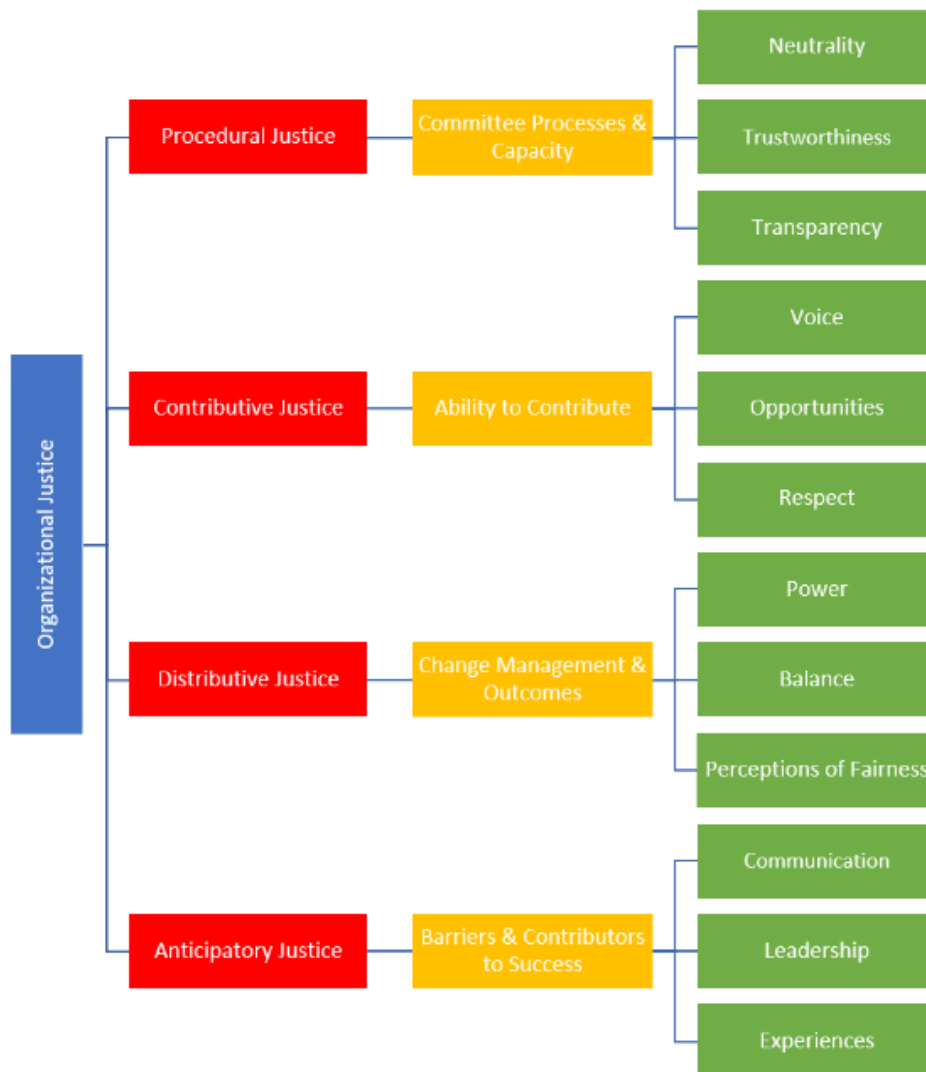 Organizational Justice
Procedural Justice
Committee Processes &
Capacity
Neutrality
Trustworthiness
Transparency
Contributive Justice
Ability to Contribute
Voice
Opportunities
Respect
Distributive Justice
Change Management &
Outcomes
Power
Balance
Perceptions of Fairness
Anticipatory Justice
Barriers & Contributors
to Success
Communication
Leadership
Experiences